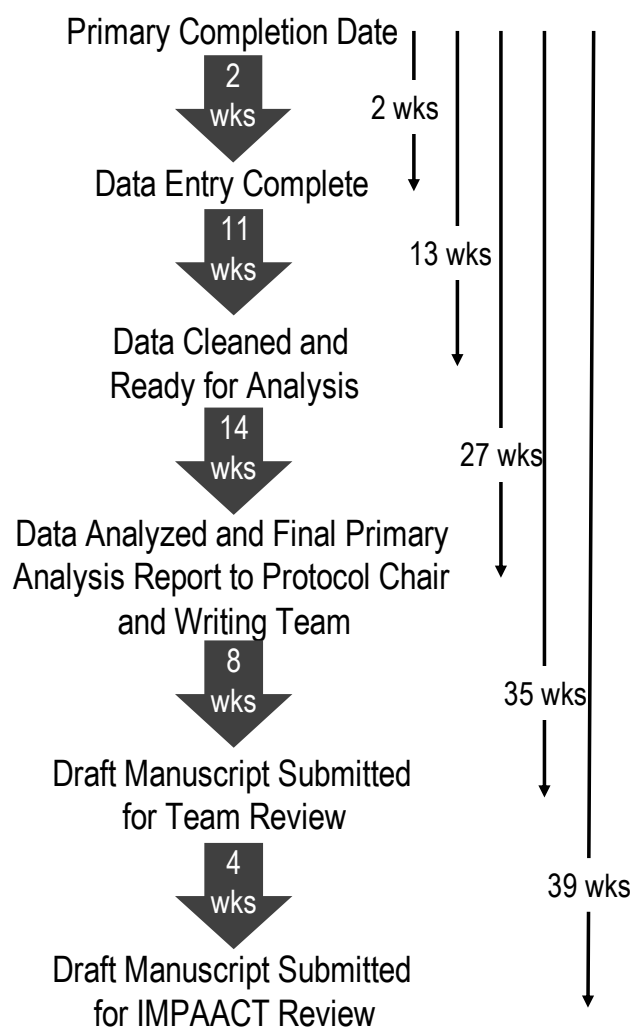 Primary Completion Date
2
wks
2 wks
Data Entry Complete
11
wks
13 wks
Data Cleaned and
Ready for Analysis
14
wks
27 wks
Data Analyzed and Final Primary
Analysis Report to Protocol Chair
and Writing Team
8
wks
35 wks
Draft Manuscript Submitted
for Team Review
4
wks
39 wks
Draft Manuscript Submitted
for IMPAACT Review